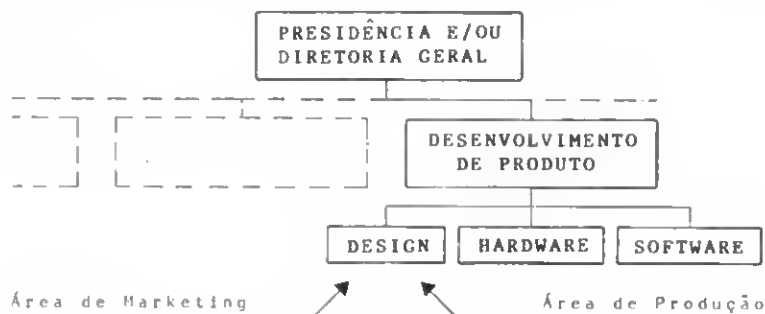 PRESIDÊNCIA E/OU
DIRETORIA GERAL
DESENVOLVIMENTO
DE PRODUTO
DESIGN
HARDWARE
SOFTWARE
Área de Marketing
Área de Produção